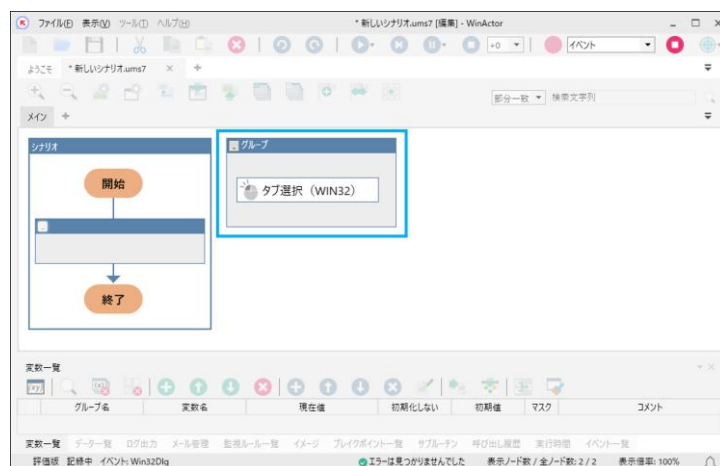 ファイル(F) 表示(V) ツール(T) ヘルプ(H) * 新しいシナリオ.ums7 [編集] - WinActor
+0 イベント
ようこそ * 新しいシナリオ.ums7 × +
部分一致 検索文字列
メイン +
シナリオ
開始
終了
グループ
タブ選択（WIN32）
変数一覧
グループ名 変数名 現在値 初期化しない 初期値 マスク コメント
変数一覧 データ一覧 ログ出力 メール管理 監視ルール一覧 イメージ ブレイクポイント一覧 サブルーチン 呼び出し履歴 実行時間 イベント一覧
評価版 記録中 イベント: Win32Dlg エラーは見つかりませんでした 表示ノード数 / 全ノード数: 2 / 2 表示倍率: 100%